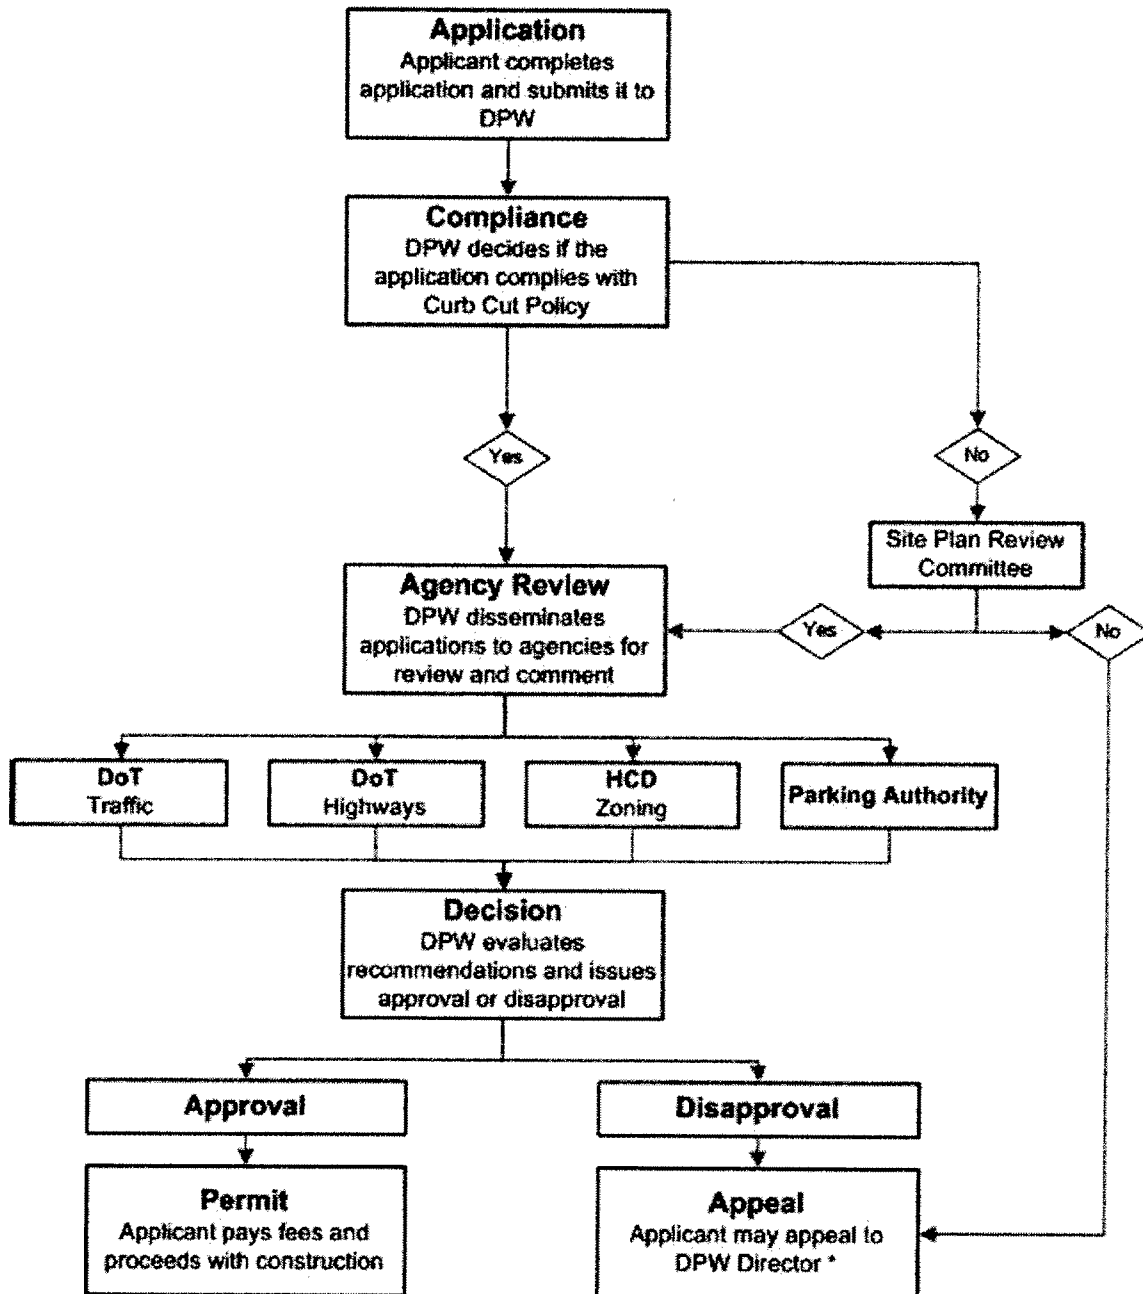 Application
Applicant completes
application and submits it to
DPW
Compliance
DPW decides if the
application complies with
Curb Cut Policy
Yes
No
Site Plan Review
Committee
Agency Review
DPW disseminates
applications to agencies for
review and comment
Yes
No
DoT
Traffic
DoT
Highways
HCD
Zoning
Parking Authority
Decision
DPW evaluates
recommendations and issues
approval or disapproval
Approval
Disapproval
Permit
Applicant pays fees and
proceeds with construction
Appeal
Applicant may appeal to
DPW Director *